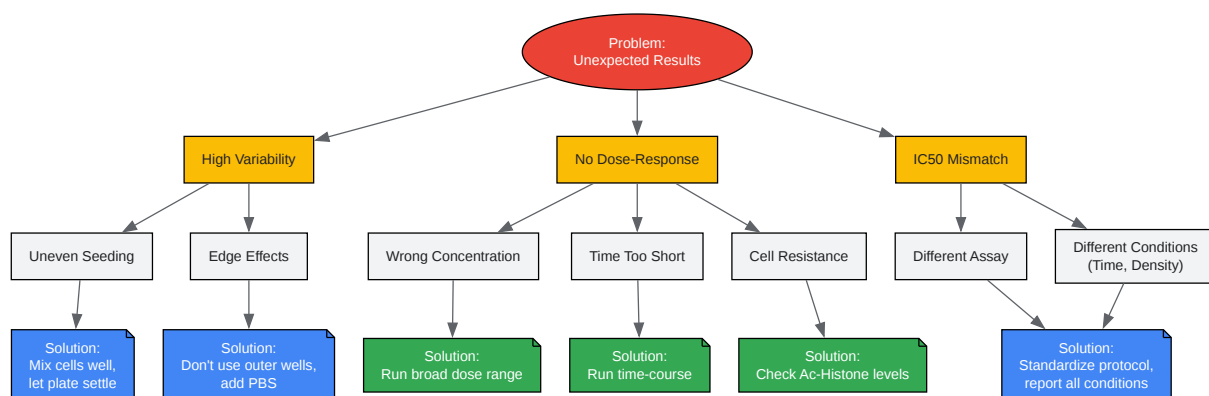 Problem:
Unexpected Results
High Variability
No Dose-Response
IC50 Mismatch
Uneven Seeding
Edge Effects
Wrong Concentration
Time Too Short
Cell Resistance
Different Assay
Different Conditions
(Time, Density)
Solution:
Mix cells well,
let plate settle
Solution:
Don't use outer wells,
add PBS
Solution:
Run broad dose range
Solution:
Run time-course
Solution:
Check Ac-Histone levels
Solution:
Standardize protocol,
report all conditions